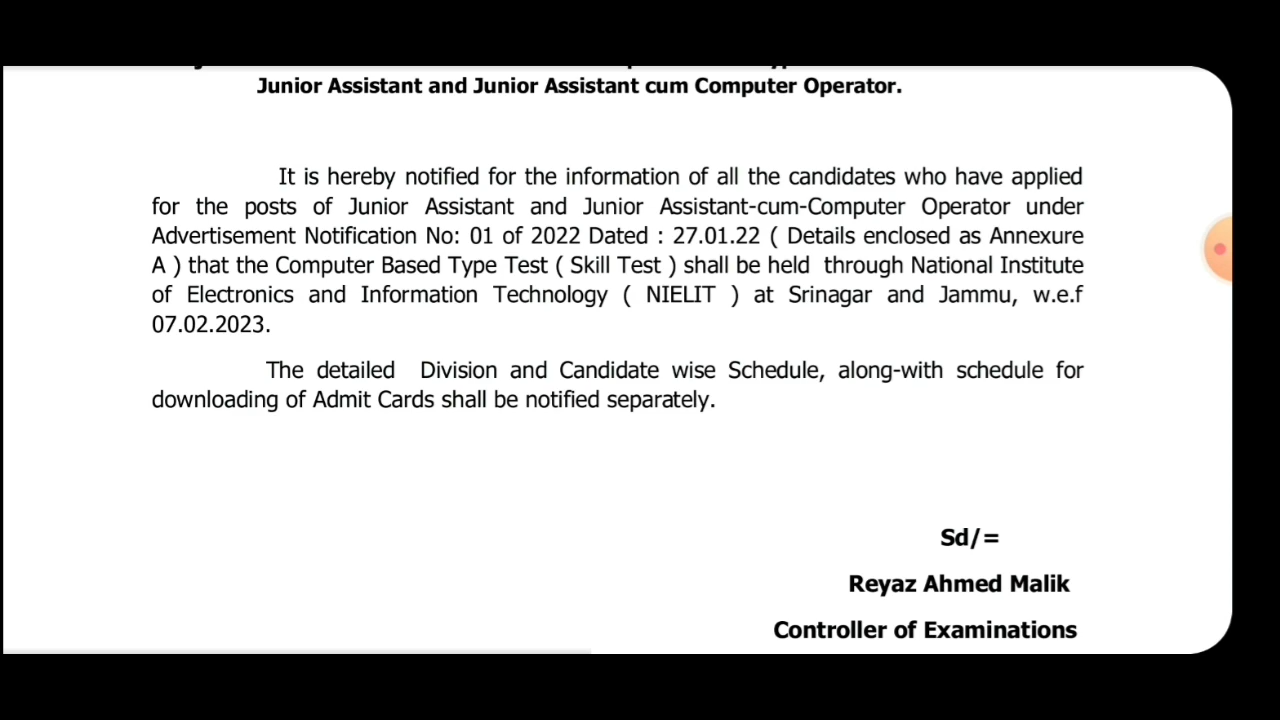 Junior Assistant and Junior Assistant cum Computer Operator.
It is hereby notified for the information of all the candidates who have applied
for the posts of Junior Assistant and Junior Assistant-cum-Computer Operator under
Advertisement Notification No: 01 of 2022 Dated : 27.01.22 ( Details enclosed as Annexure
A ) that the Computer Based Type Test ( Skill Test ) shall be held through National Institute
of Electronics and Information Technology ( NIELIT ) at Srinagar and Jammu, w.e.f
07.02.2023.
The detailed Division and Candidate wise Schedule, along-with schedule for
downloading of Admit Cards shall be notified separately.
Sd/=
Reyaz Ahmed Malik
Controller of Examinations